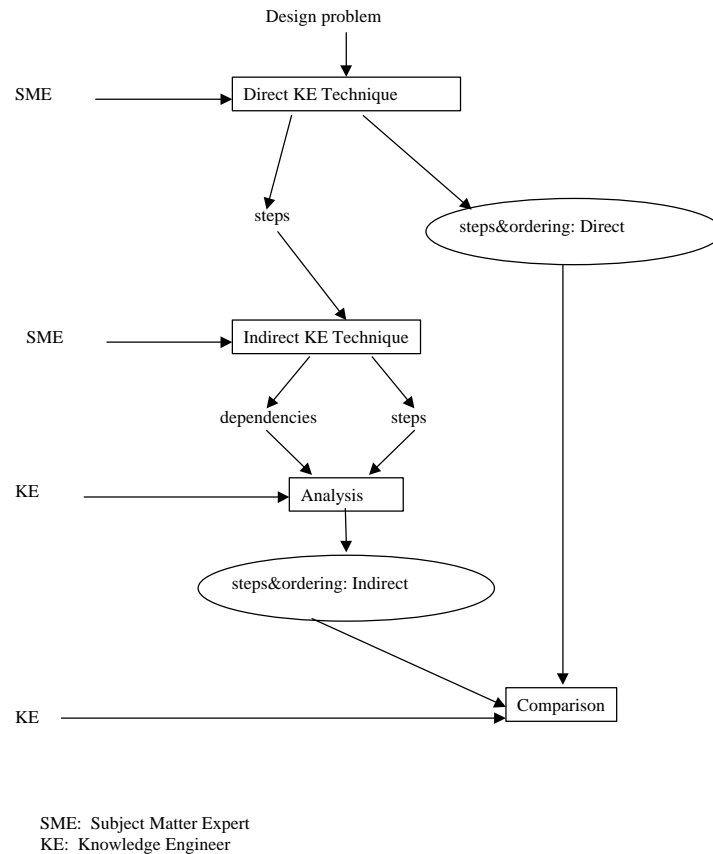 Design problem
SME
Direct KE Technique
steps
steps&ordering: Direct
SME
Indirect KE Technique
dependencies
steps
KE
Analysis
steps&ordering: Indirect
Comparison
KE
SME: Subject Matter Expert
KE: Knowledge Engineer